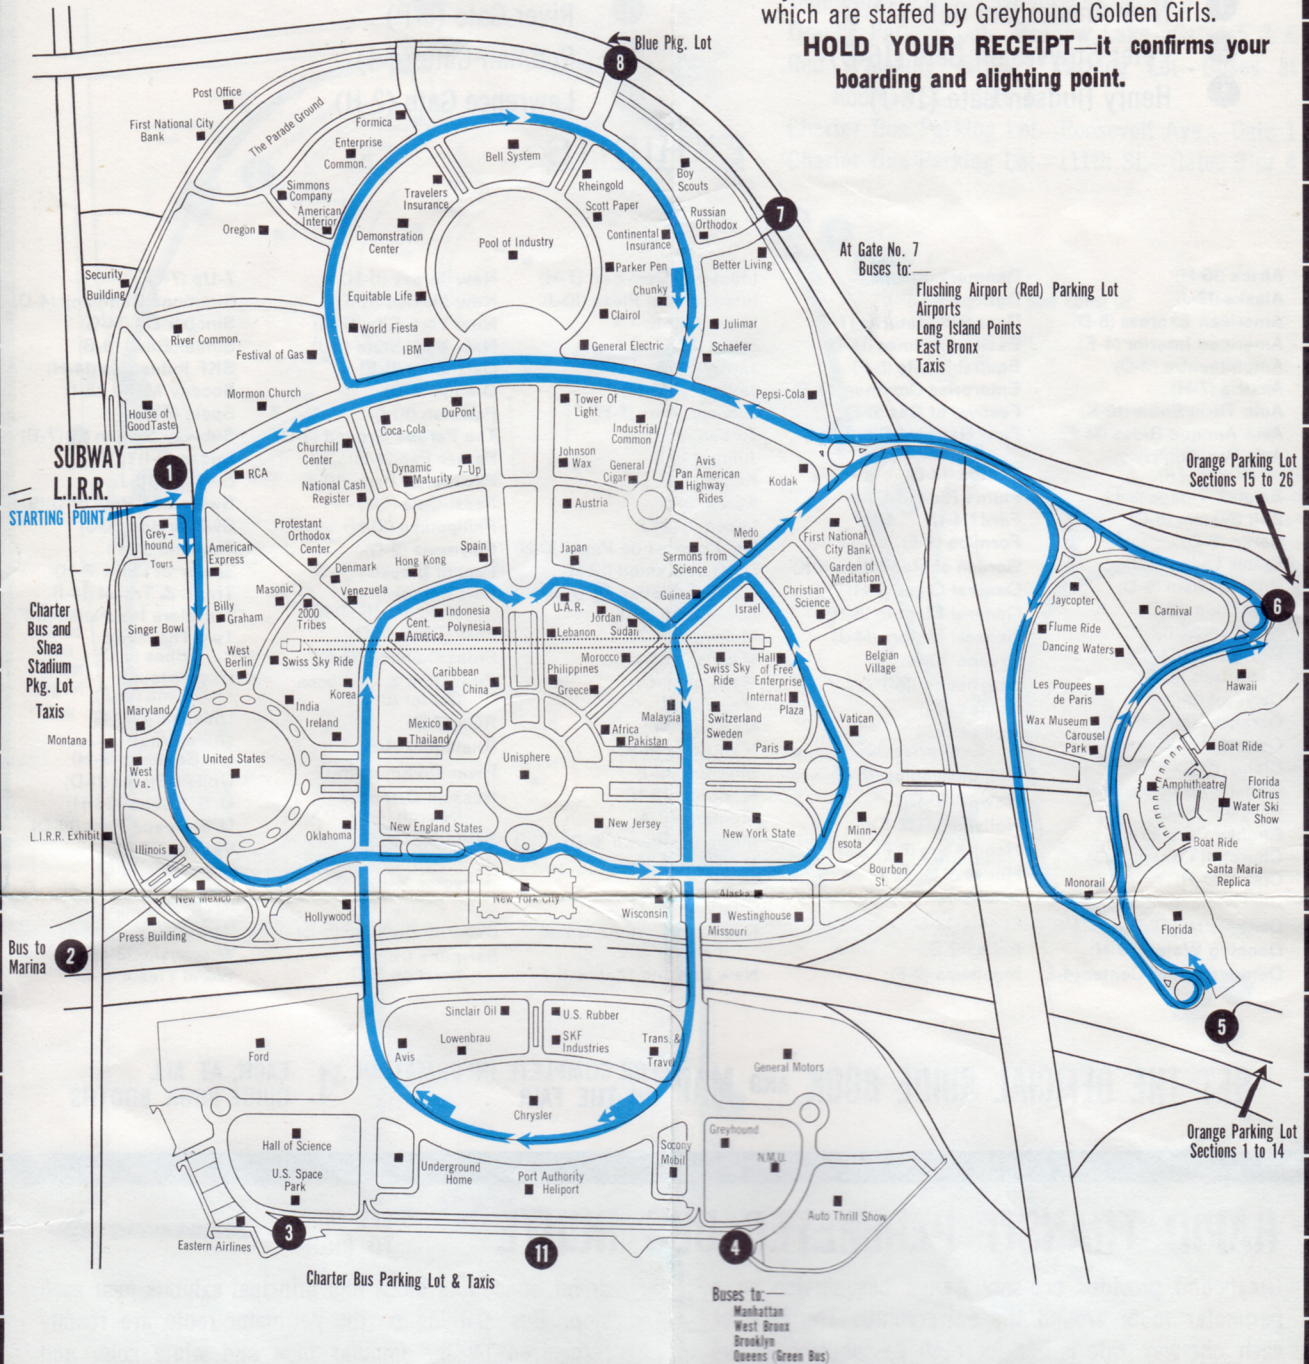 which are staffed by Greyhound Golden Girls.
HOLD YOUR RECEIPT—it confirms your
boarding and alighting point.
Blue Pkg. Lot
8
Post Office
First National City
Bank
The Parade Ground
Formica
Enterprise
Common.
Simmons
Company
American
Interior
Oregon
Travelers
Insurance
Demonstration
Center
Bell System
Pool of Industry
Rheingold
Scott Paper
Continental
Insurance
Parker Pen
Chunky
Clairol
General Electric
Boy
Scouts
Russian
Orthodox
7
Better Living
Julimar
Schaefer
At Gate No. 7
Buses to:—
Flushing Airport (Red) Parking Lot
Airports
Long Island Points
East Bronx
Taxis
Security
Building
River Common.
Festival of Gas
Equitable Life
World Fiesta
IBM
Mormon Church
House of
Good Taste
SUBWAY
L.I.R.R.
1
STARTING POINT
RCA
Churchill
Center
National Cash
Register
Coca-Cola
DuPont
Dynamic
Maturity
7-Up
Tower Of
Light
Industrial
Common
Johnson
Wax
General
Cigar
Avis
Pan American
Highway
Rides
Pepsi-Cola
Kodak
Austria
Orange Parking Lot
Sections 15 to 26
Grey-
hound
Tours
American
Express
Protestant
Orthodox
Center
Denmark
Hong Kong
Spain
Japan
Sermons from
Science
Medo
First National
City Bank
Garden of
Meditation
Venezuela
Masonic
2000
Tribes
Billy
Graham
West
Berlin
Swiss Sky Ride
Charter
Bus and
Shea
Stadium
Pkg. Lot
Taxis
Singer Bowl
Indonesia
Cent.
America
Polynesia
U.A.R.
Lebanon
Jordan
Sudan
Guinea
Israel
Christian
Science
Jaycopter
Carnival
6
Flume Ride
Dancing Waters
Hawaii
Les Poupees
de Paris
Wax Museum
Carousel
Park
Boat Ride
Amphitheatre
Florida
Citrus
Water Ski
Show
Boat Ride
Santa Maria
Replica
Korea
India
Ireland
Caribbean
China
Mexico
Thailand
Morocco
Philippines
Greece
Africa
Pakistan
Malaysia
Swiss Sky
Ride
Hall
of Free
Enterprise
Internatl
Plaza
Belgian
Village
Switzerland
Sweden
Paris
Vatican
Maryland
Montana
West
Va.
United States
Unisphere
L.I.R.R. Exhibit
Illinois
Oklahoma
New England States
New Jersey
New York State
Minn-
esota
Bourbon
St.
New Mexico
Hollywood
New York City
Wisconsin
Alaska
Westinghouse
Missouri
Monorail
Florida
5
Press Building
Bus to
Marina
2
Sinclair Oil
Lowenbrau
Avis
U.S. Rubber
SKF
Industries
Trans. &
Travel
Ford
General Motors
Chrysler
Hall of Science
U.S. Space
Park
Underground
Home
Port Authority
Heliport
Socony
Mobil
Greyhound
N.M.U.
Auto Thrill Show
Orange Parking Lot
Sections 1 to 14
Eastern Airlines
3
11
4
Charter Bus Parking Lot & Taxis
Buses to:—
Manhattan
West Bronx
Brooklyn
Queens (Green Bus)